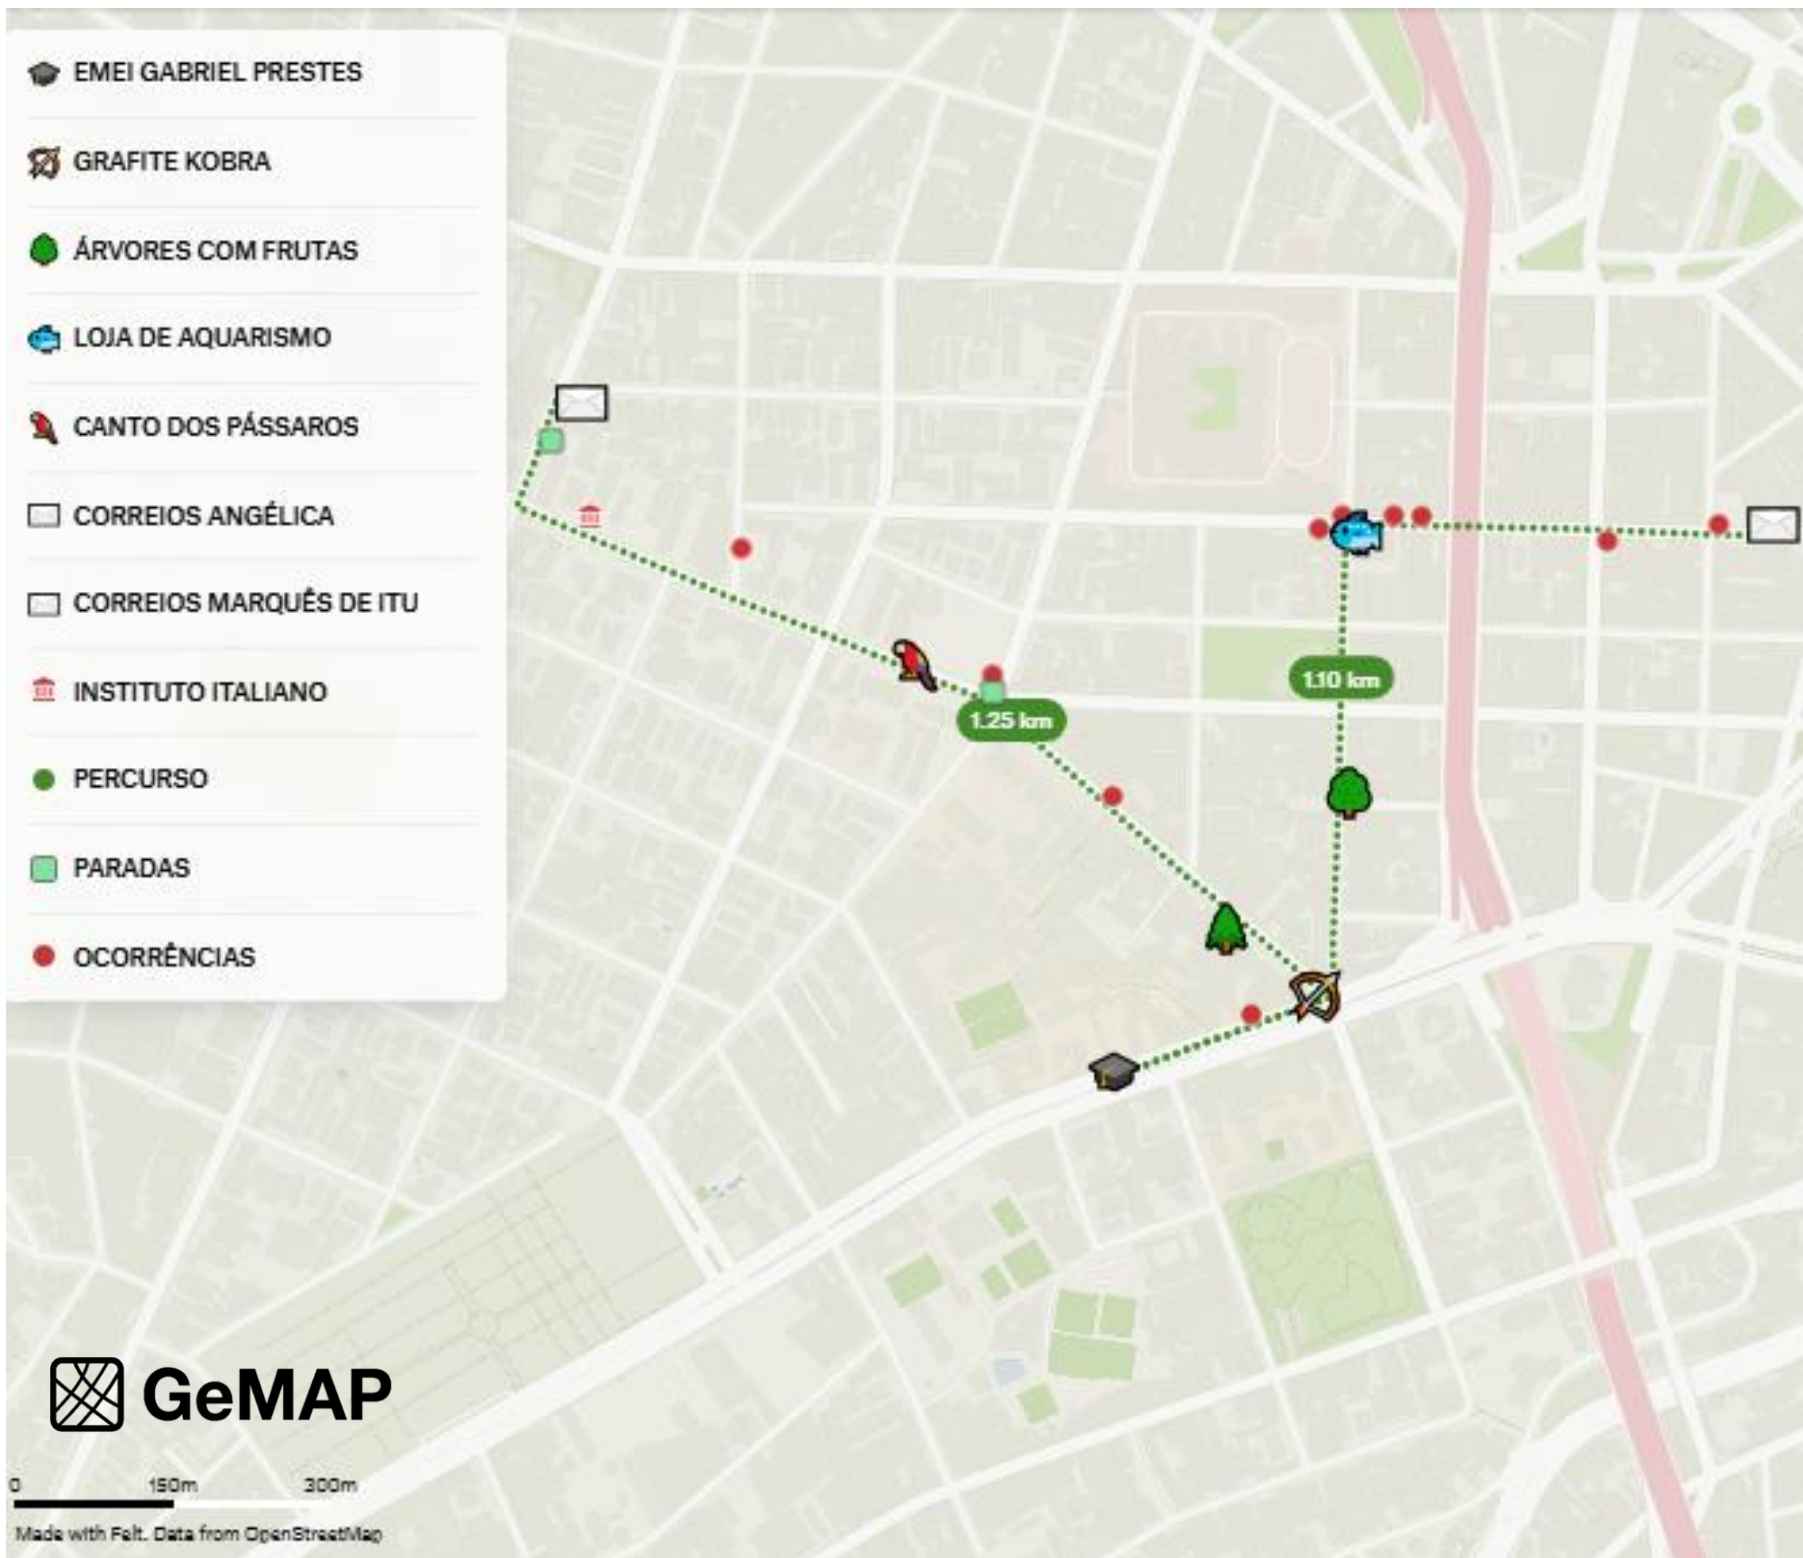 EMEI GABRIEL PRESTES
GRAFITE KOBRA
ÁRVORES COM FRUTAS
LOJA DE AQUARISMO
CANTO DOS PÁSSAROS
CORREIOS ANGÉLICA
CORREIOS MARQUÊS DE ITU
INSTITUTO ITALIANO
PERCURSO
PARADAS
OCORRÊNCIAS
1.10 km
1.25 km
GeMAP
0 150m 300m
Made with Felt. Data from OpenStreetMap